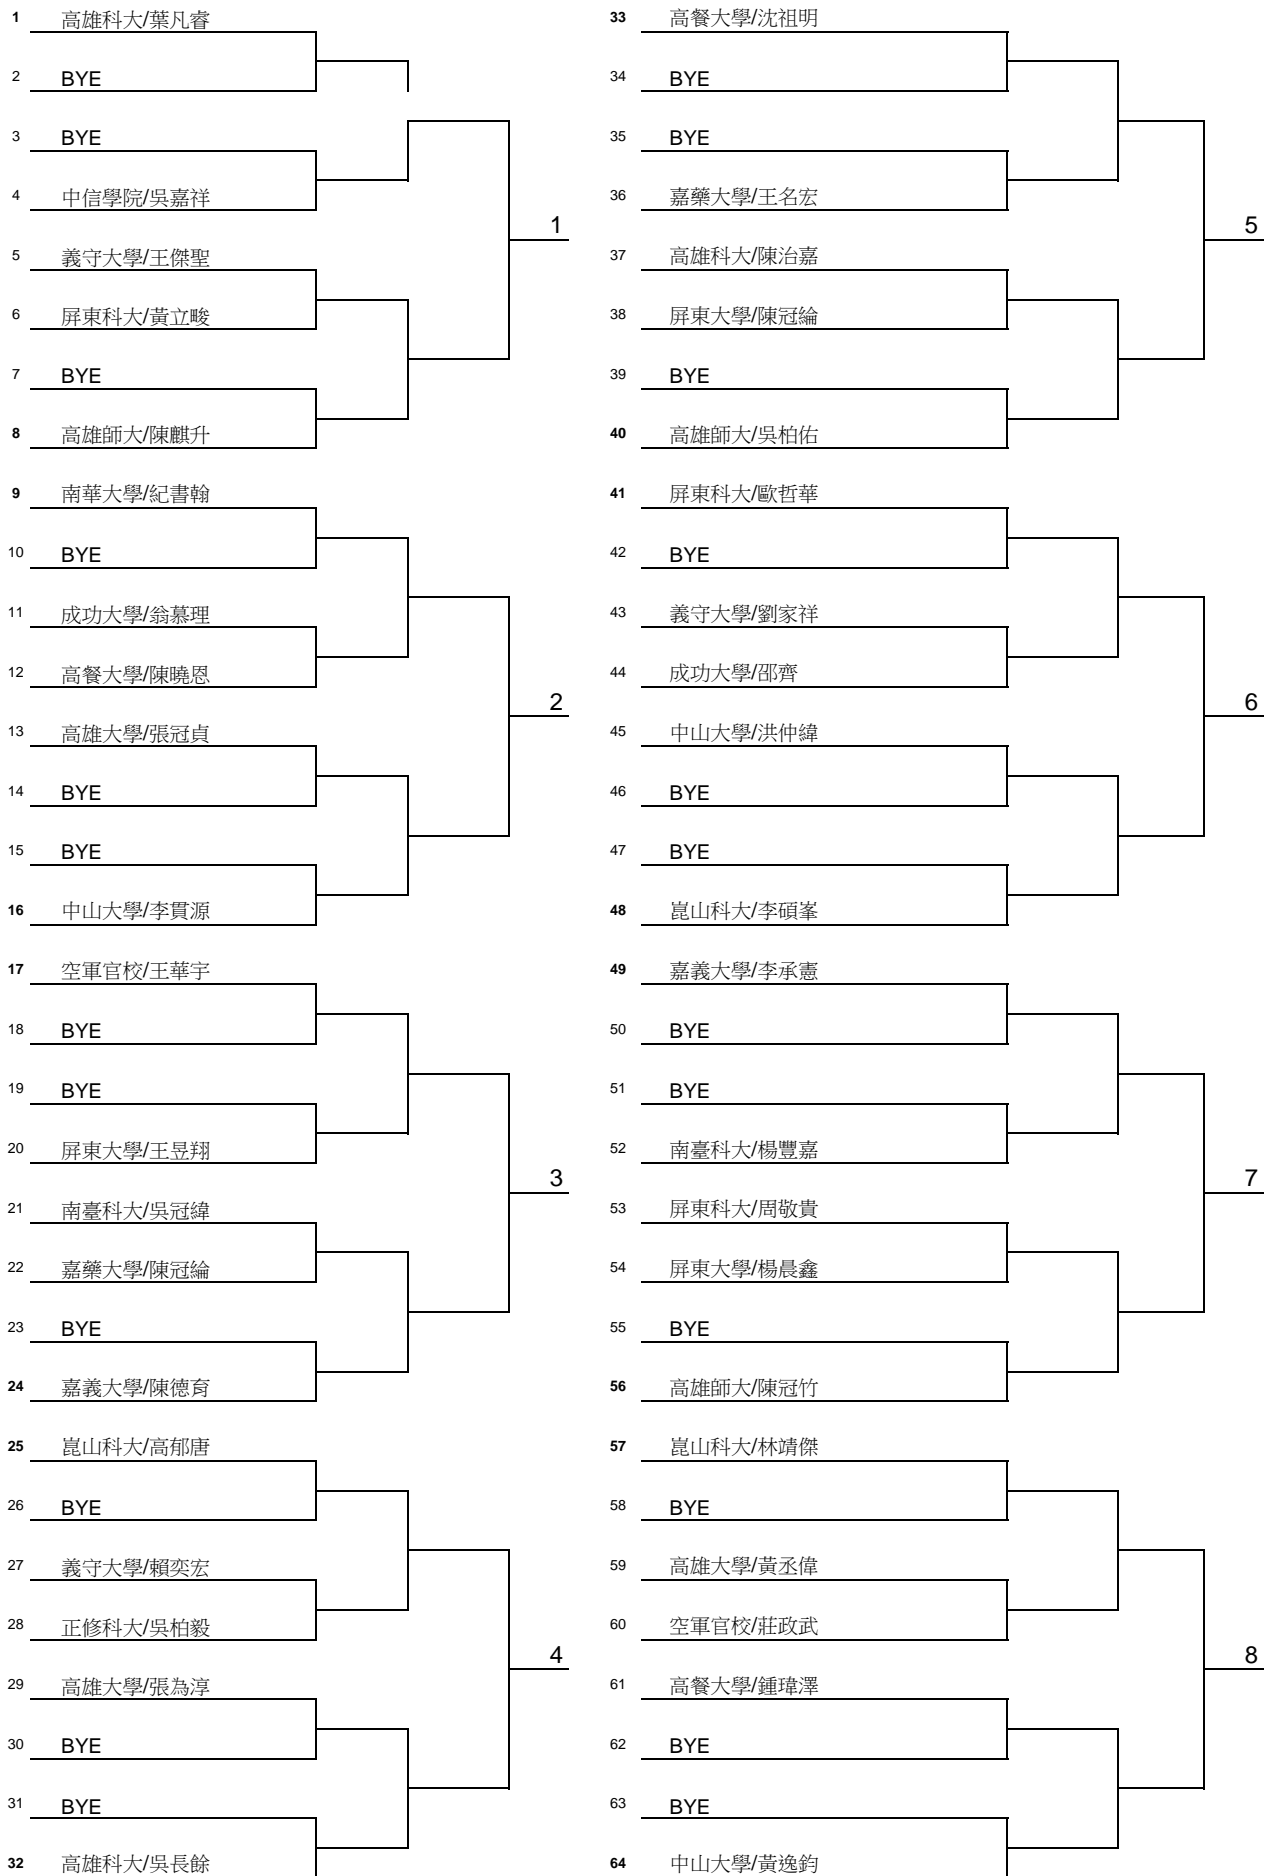 1 高雄科大/葉凡睿
2 BYE
3 BYE
4 中信學院/吳嘉祥
1
5 義守大學/王傑聖
6 屏東科大/黃立畯
7 BYE
8 高雄師大/陳麒升
9 南華大學/紀書翰
10 BYE
11 成功大學/翁慕理
12 高餐大學/陳曉恩
2
13 高雄大學/張冠貞
14 BYE
15 BYE
16 中山大學/李貫源
17 空軍官校/王華宇
18 BYE
19 BYE
20 屏東大學/王昱翔
3
21 南臺科大/吳冠緯
22 嘉藥大學/陳冠綸
23 BYE
24 嘉義大學/陳德育
25 崑山科大/高郁唐
26 BYE
27 義守大學/賴奕宏
28 正修科大/吳柏毅
4
29 高雄大學/張為淳
30 BYE
31 BYE
32 高雄科大/吳長餘
33 高餐大學/沈祖明
34 BYE
35 BYE
36 嘉藥大學/王名宏
5
37 高雄科大/陳治嘉
38 屏東大學/陳冠綸
39 BYE
40 高雄師大/吳柏佑
41 屏東科大/歐哲華
42 BYE
43 義守大學/劉家祥
44 成功大學/邵齊
6
45 中山大學/洪仲緯
46 BYE
47 BYE
48 崑山科大/李碩峯
49 嘉義大學/李承憲
50 BYE
51 BYE
52 南臺科大/楊豐嘉
7
53 屏東科大/周敬貴
54 屏東大學/楊晨鑫
55 BYE
56 高雄師大/陳冠竹
57 崑山科大/林靖傑
58 BYE
59 高雄大學/黃丞偉
60 空軍官校/莊政武
8
61 高餐大學/鍾瑋澤
62 BYE
63 BYE
64 中山大學/黃逸鈞